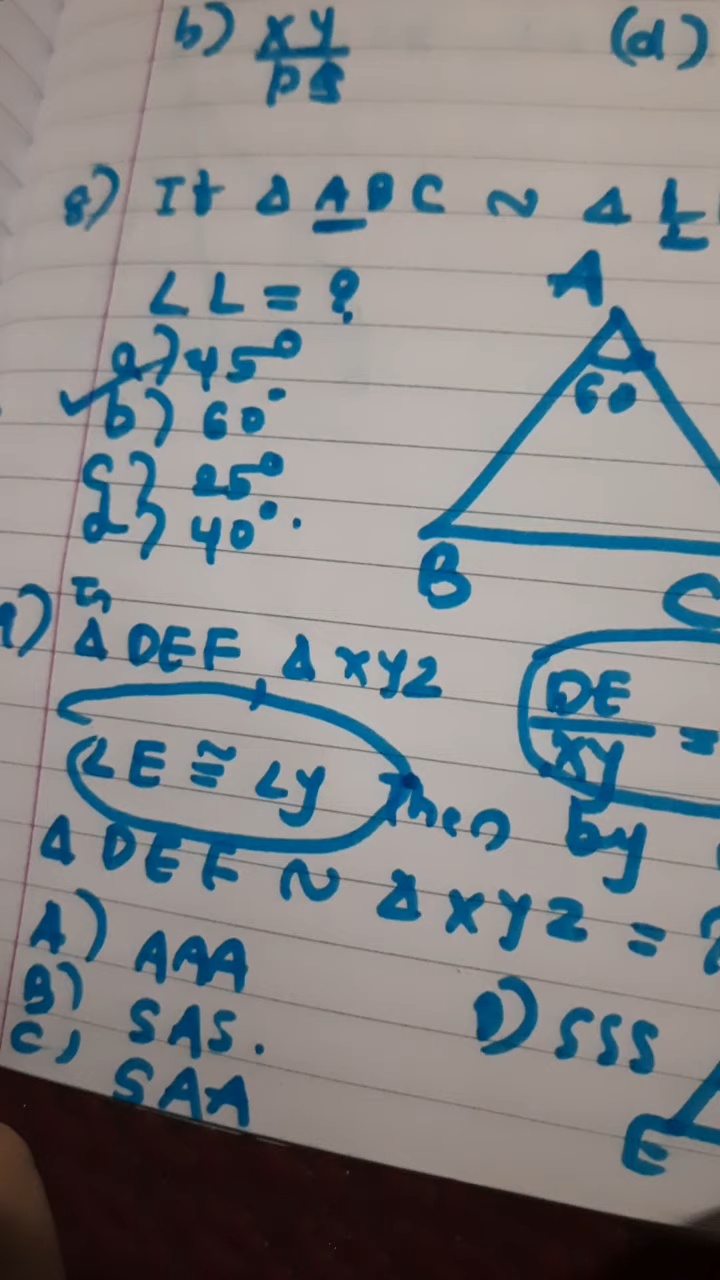 b) xy (d)
ps
8) If Δ ABC ~ Δ L
∠L = ?
a) 45°
b) 60°
c) 25°
d) 40°.
A
60
B
C
9) In
Δ DEF, Δ XYZ
DE
XY =
∠E ≅ ∠Y Then by
Δ DEF ~ Δ XYZ = ?
A) AAA
B) SAS.
C) SAA
D) SSS
E